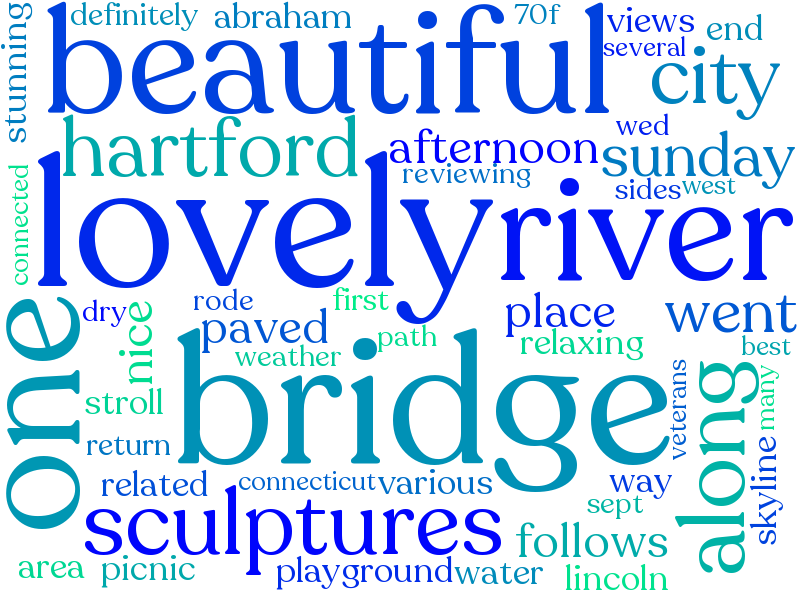 definitely abraham 70f views end
several
stunning beautiful city
hartford afternoon wed sunday
reviewing
connected lovely river sides west
dry rode first place went
one nice paved path relaxing best
weather
stroll bridge veterans along many
return
related connecticut various way skyline
sculptures sept
follows
area picnic playground water lincoln